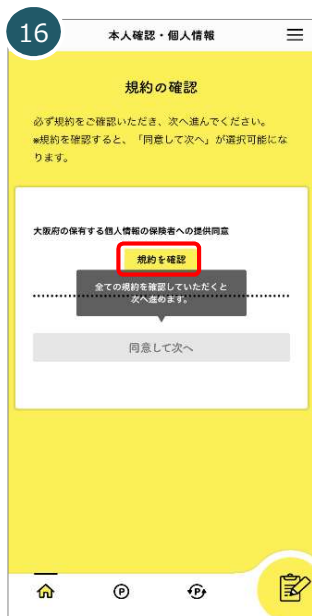 16
本人確認・個人情報
規約の確認
必ず規約をご確認いただき、次へ進んでください。
※規約を確認すると、「同意して次へ」が選択可能にな
ります。
大阪府の保有する個人情報の保険者への提供同意
規約を確認
全ての規約を確認していただくと
次へ進めます。
同意して次へ
P
P